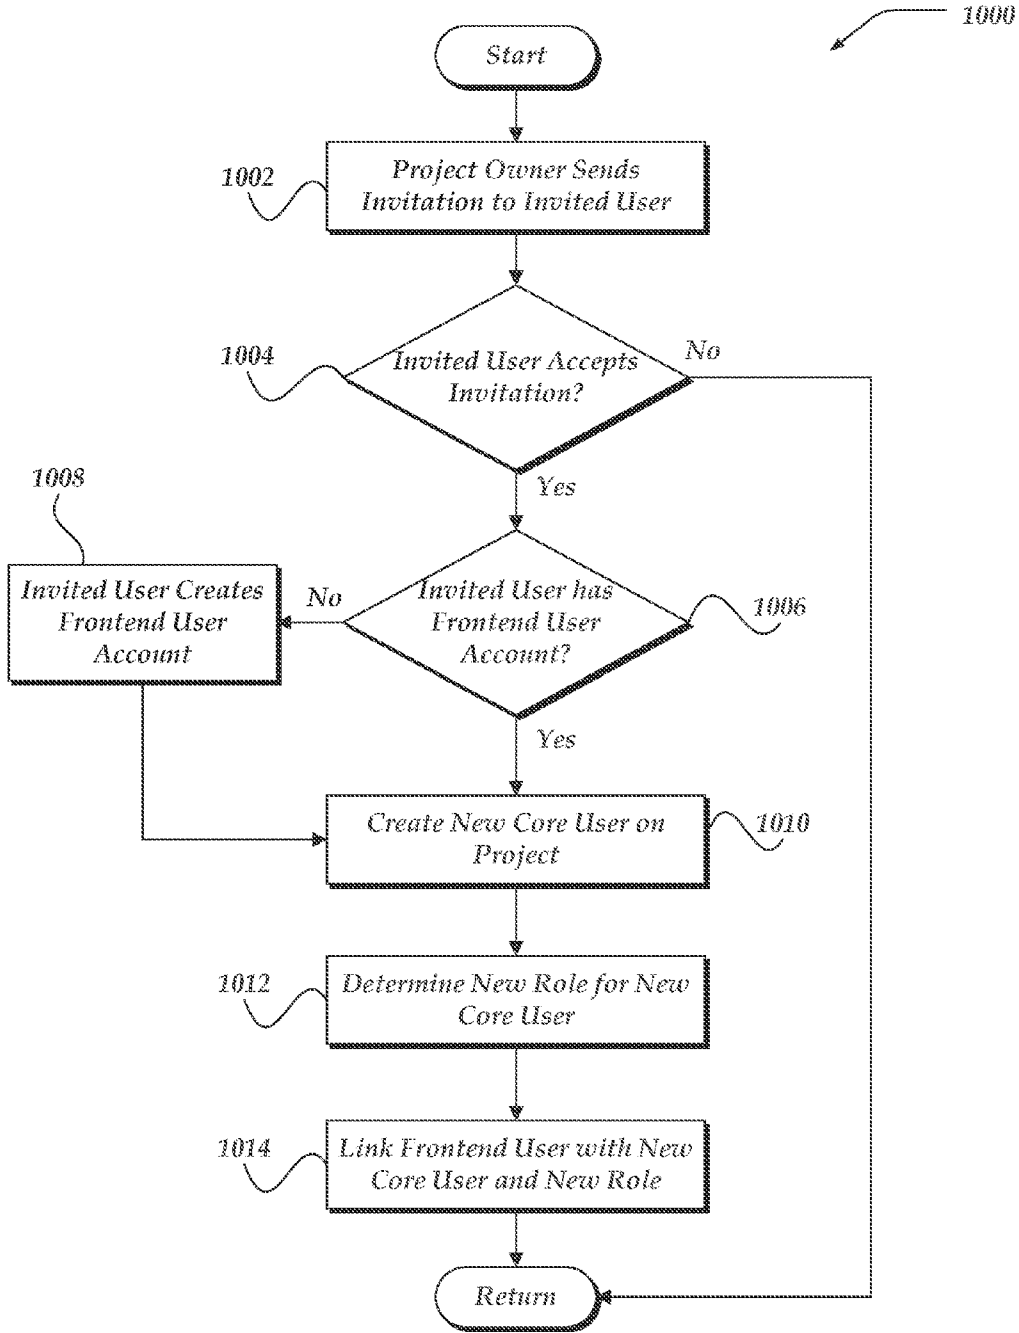 1000
Start
1002
Project Owner Sends
Invitation to Invited User
1004
Invited User Accepts
Invitation?
No
Yes
1008
Invited User Creates
Frontend User
Account
No
Invited User has
Frontend User
Account?
1006
Yes
Create New Core User on
Project
1010
1012
Determine New Role for New
Core User
1014
Link Frontend User with New
Core User and New Role
Return